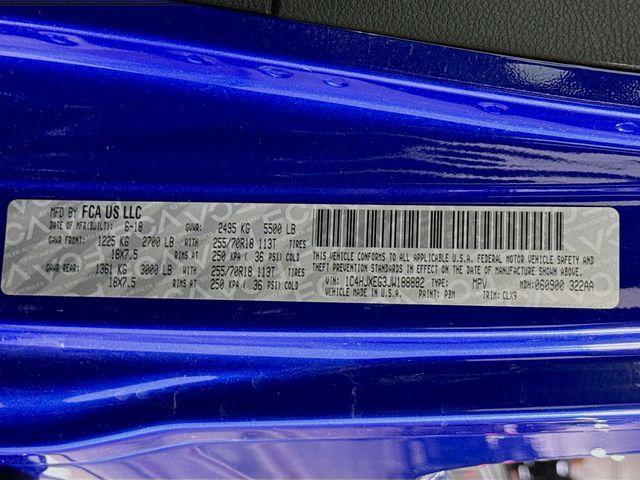 MFD BY FCA US LLC
DATE OF MFR(BUILT): 6-18 GVWR: 2495 KG 5500 LB
GAWR FRONT: 1225 KG 2700 LB WITH 255/70R18 113T TIRES
18X7.5 RIMS AT 250 KPA ( 36 PSI) COLD
GAWR REAR: 1361 KG 3000 LB WITH 255/70R18 113T TIRES
18X7.5 RIMS AT 250 KPA ( 36 PSI) COLD
THIS VEHICLE CONFORMS TO ALL APPLICABLE U.S.A. FEDERAL MOTOR VEHICLE SAFETY AND
THEFT PREVENTION STANDARDS IN EFFECT ON THE DATE OF MANUFACTURE SHOWN ABOVE.
VIN: 1C4HJXEG3JW188882 TYPE: MPV MDH: 060900 322AA
VEHICLE MADE IN U.S.A. PAINT: PBM TRIM: CLX9